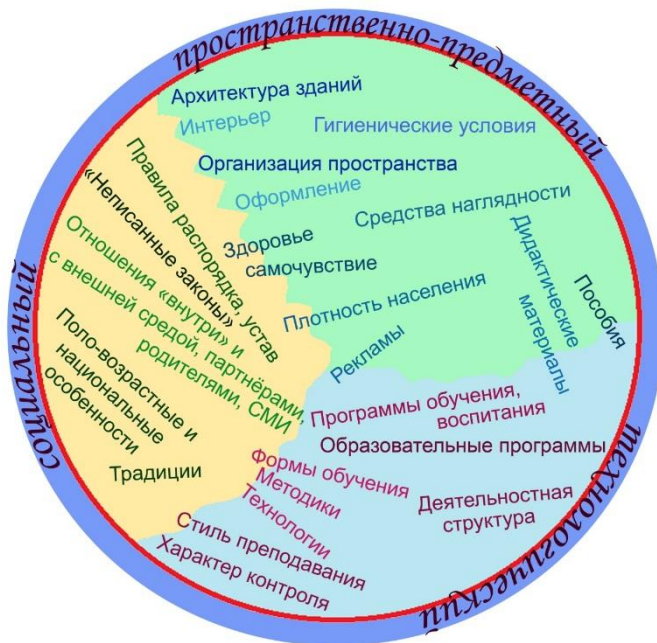 пространственно-предметный
Архитектура зданий
Интерьер
Гигиенические условия
Организация пространства
Оформление
Средства наглядности
Здоровье
самочувствие
Дидактические
материалы
Пособия
Плотность населения
Рекламы
социальный
Правила распорядка, устав
«Неписанные законы»
Отношения «внутри» и
с внешней средой, партнёрами,
родителями, СМИ
Поло-возрастные и
национальные
особенности
Традиции
технологический
Программы обучения,
воспитания
Образовательные программы
Формы обучения
Методики
Технологии
Деятельностная
структура
Стиль преподавания
Характер контроля